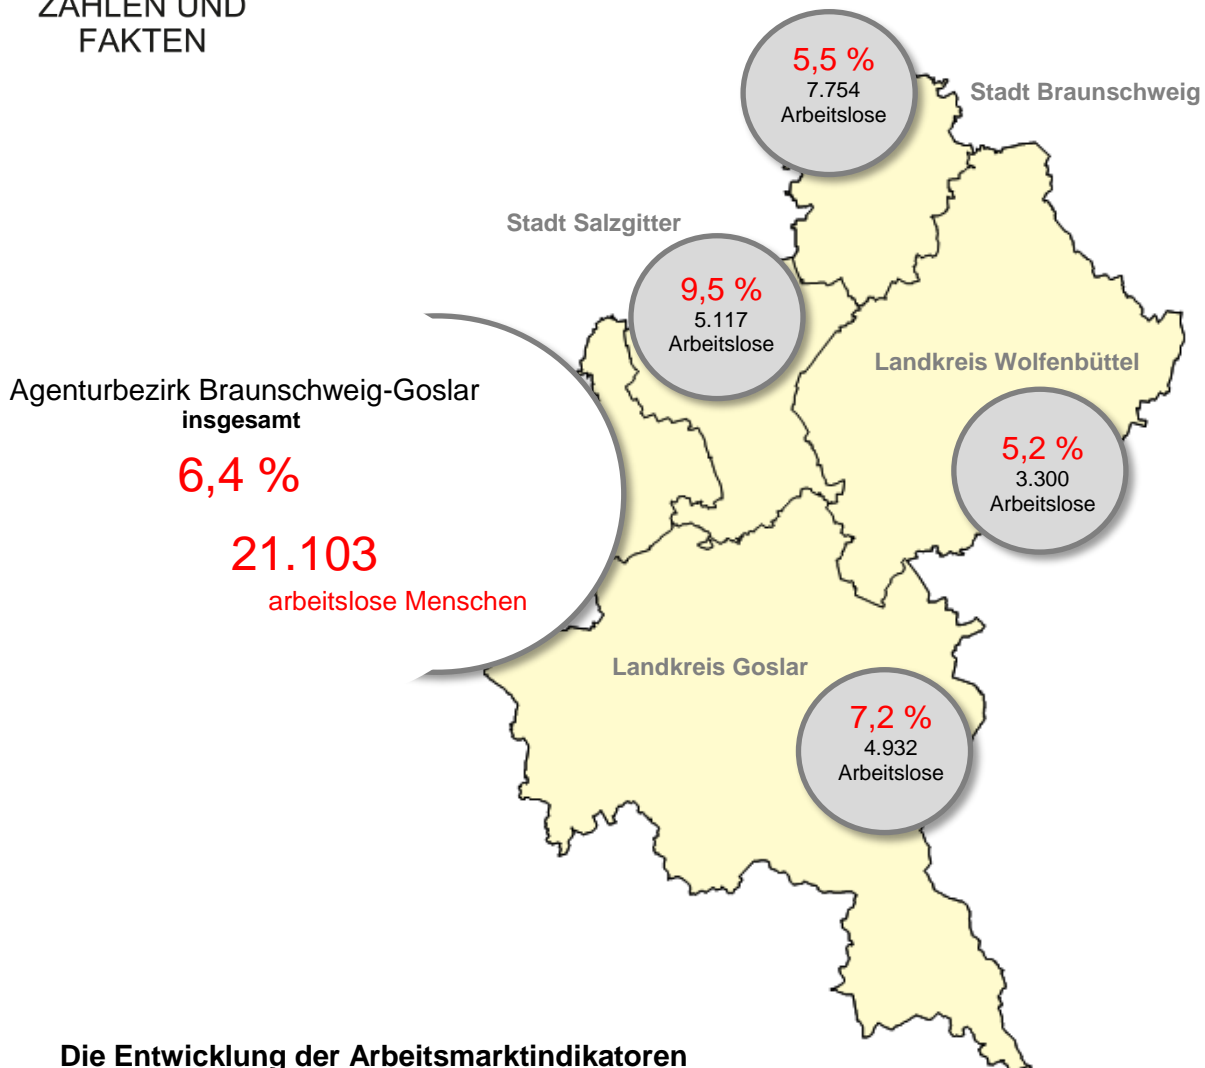 ZAHLEN UND
FAKTEN
5,5 %
7.754
Arbeitslose
Stadt Braunschweig
Stadt Salzgitter
9,5 %
5.117
Arbeitslose
Landkreis Wolfenbüttel
5,2 %
3.300
Arbeitslose
Agenturbezirk Braunschweig-Goslar
insgesamt
6,4 %
21.103
arbeitslose Menschen
Landkreis Goslar
7,2 %
4.932
Arbeitslose
Die Entwicklung der Arbeitsmarktindikatoren